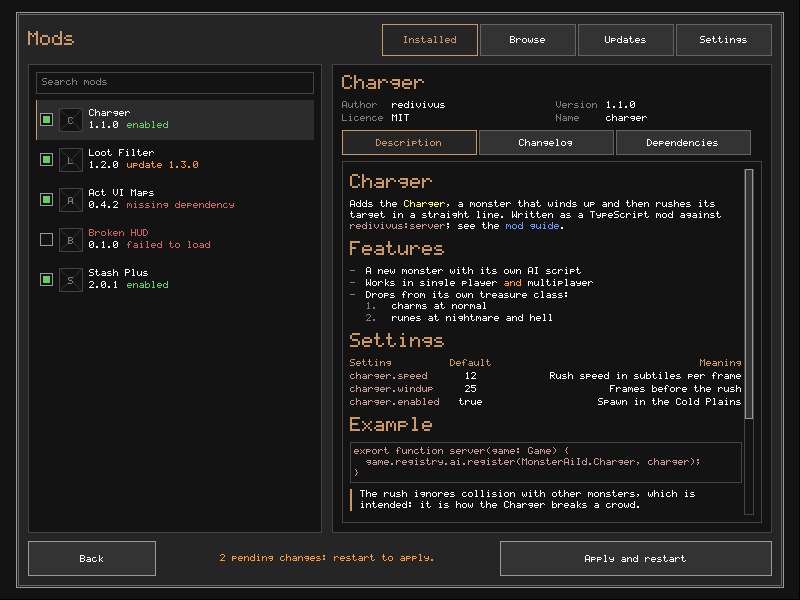 Mods
Installed
Browse
Updates
Settings
Search mods
C
Charger
1.1.0 enabled
L
Loot Filter
1.2.0 update 1.3.0
A
Act VI Maps
0.4.2 missing dependency
B
Broken HUD
0.1.0 failed to load
S
Stash Plus
2.0.1 enabled
Charger
Author redivivus Version 1.1.0
Licence MIT Name charger
Description
Changelog
Dependencies
Charger
Adds the Charger, a monster that winds up and then rushes its
target in a straight line. Written as a TypeScript mod against
redivivus:server; see the mod guide.
Features
- A new monster with its own AI script
- Works in single player and multiplayer
- Drops from its own treasure class:
1. charms at normal
2. runes at nightmare and hell
Settings
Setting Default Meaning
charger.speed 12 Rush speed in subtiles per frame
charger.windup 25 Frames before the rush
charger.enabled true Spawn in the Cold Plains
Example
export function server(game: Game) {
game.registry.ai.register(MonsterAiId.Charger, charger);
}
The rush ignores collision with other monsters, which is
intended: it is how the Charger breaks a crowd.
Back
2 pending changes: restart to apply.
Apply and restart